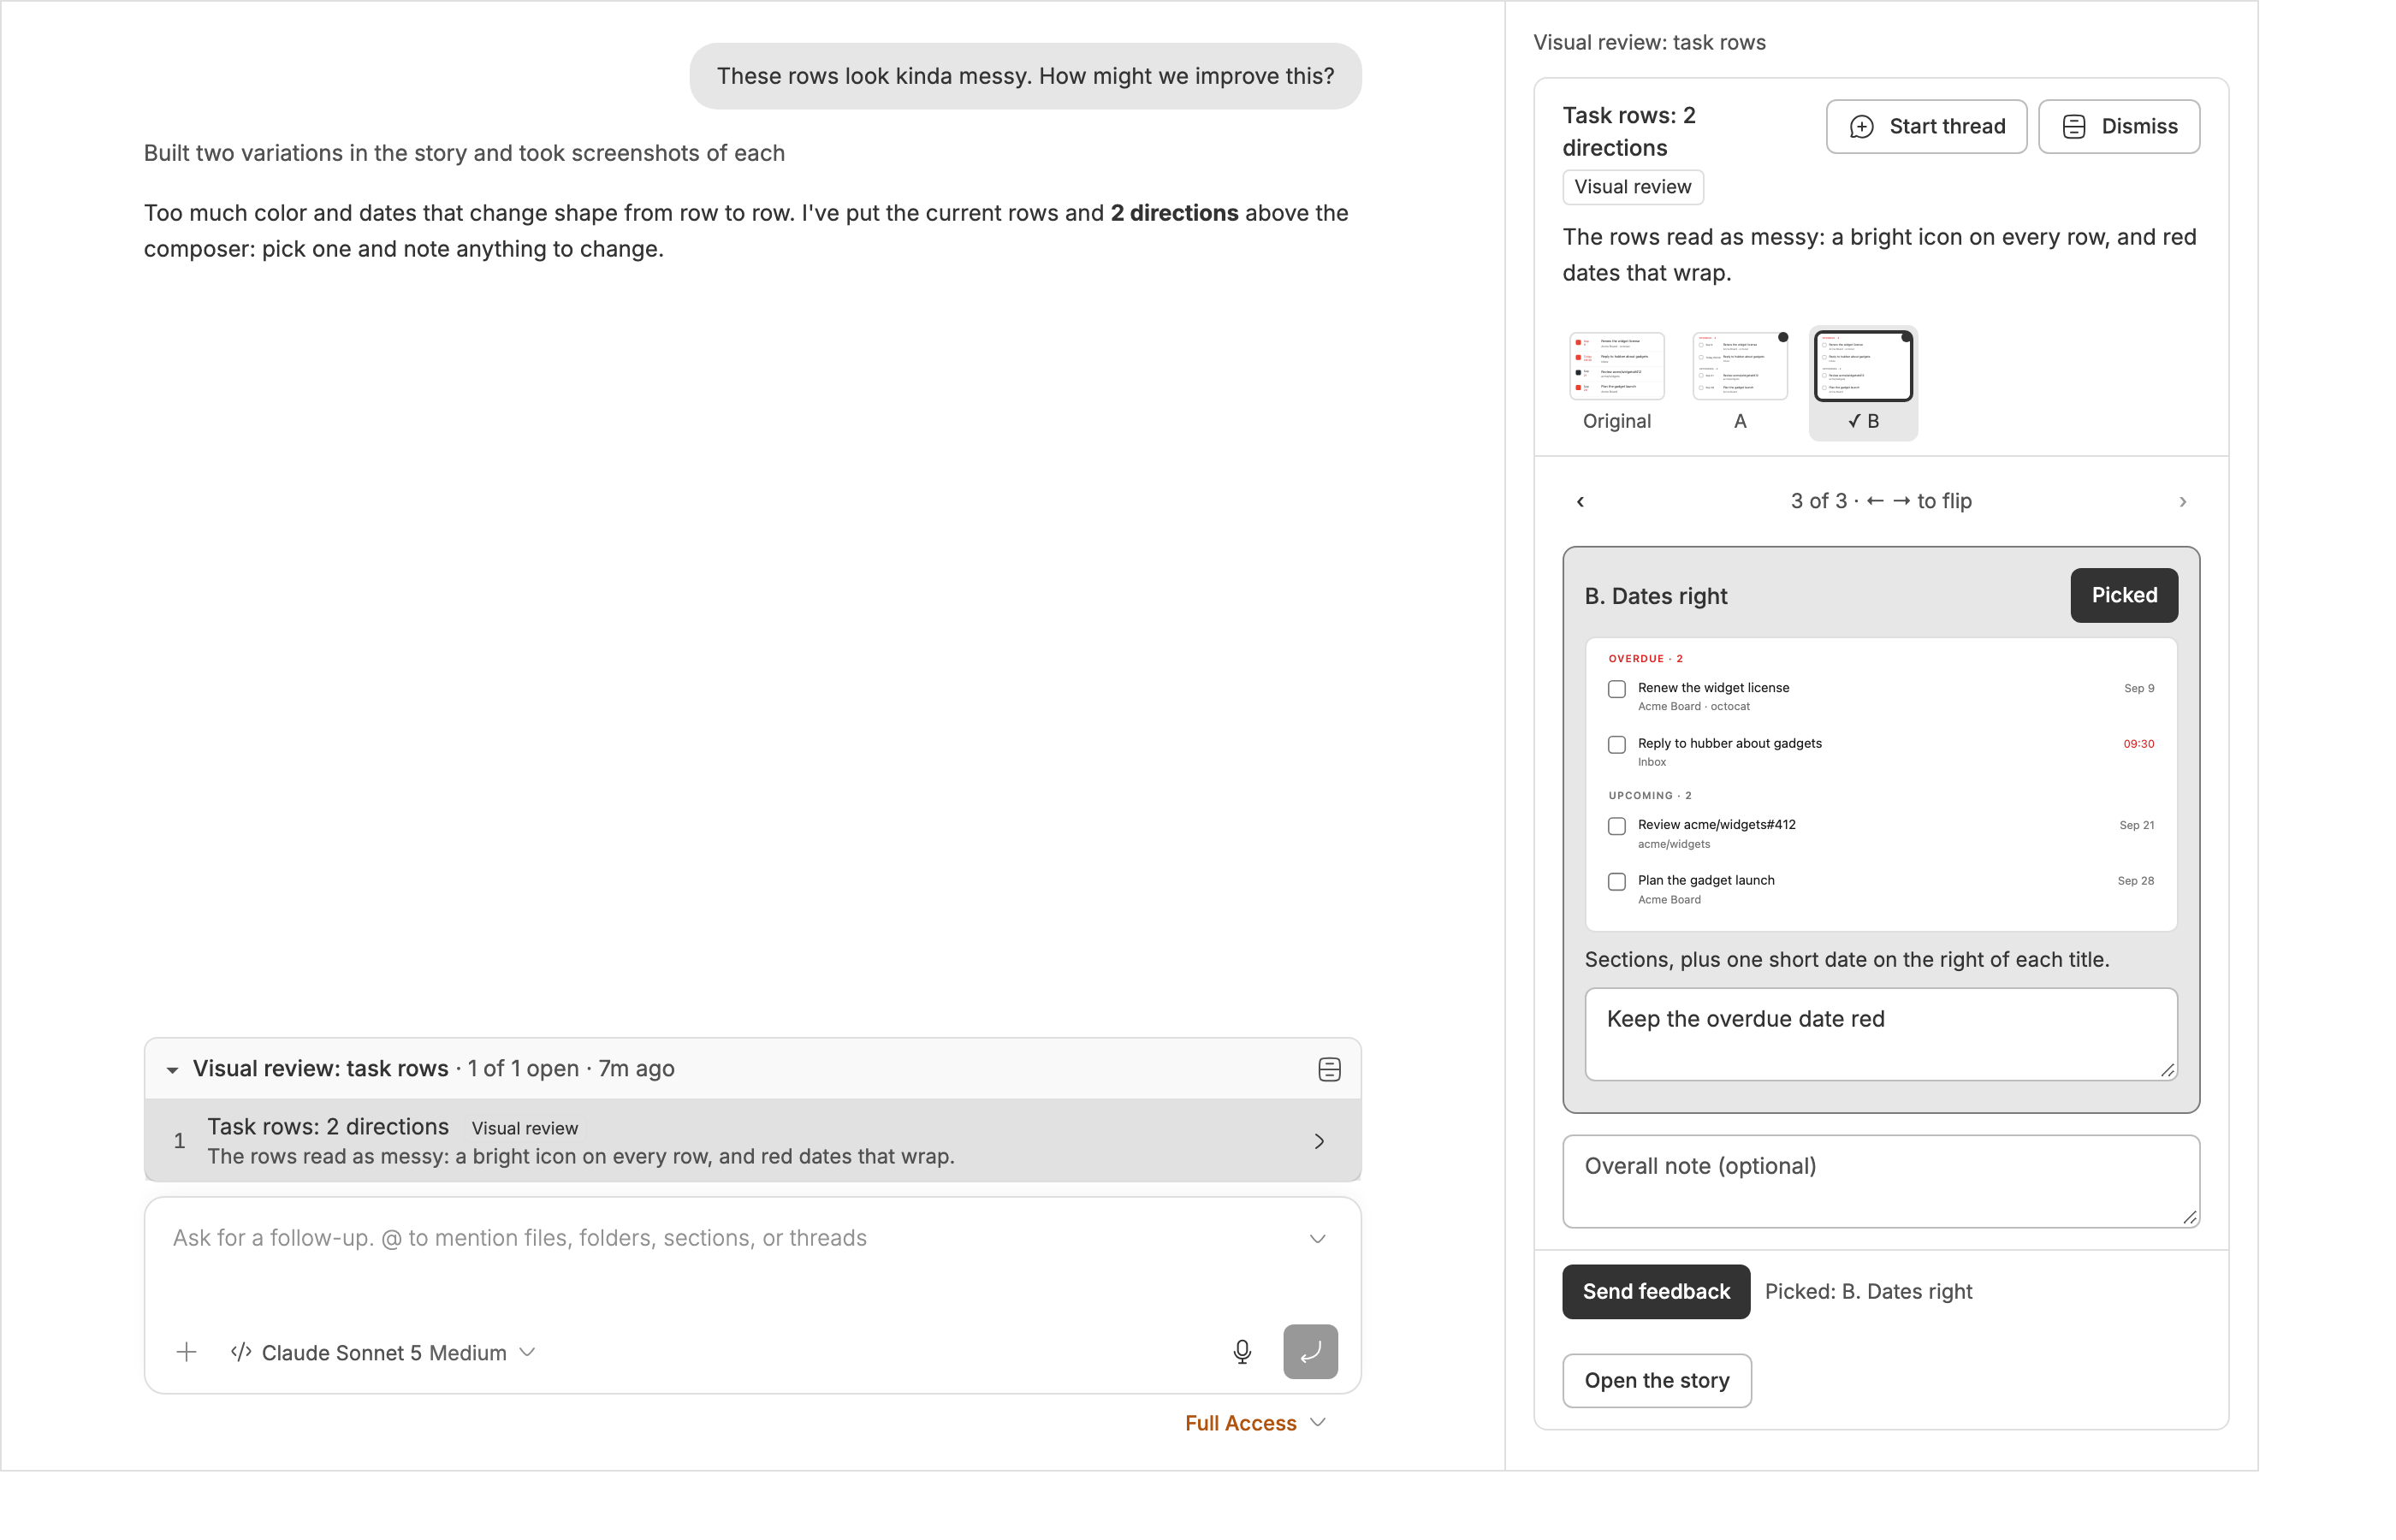 These rows look kinda messy. How might we improve this?
Built two variations in the story and took screenshots of each
Too much color and dates that change shape from row to row. I've put the current rows and 2 directions above the
composer: pick one and note anything to change.
Visual review: task rows · 1 of 1 open · 7m ago
1
Task rows: 2 directions Visual review
The rows read as messy: a bright icon on every row, and red dates that wrap.
Ask for a follow-up. @ to mention files, folders, sections, or threads
Claude Sonnet 5 Medium
Full Access
Visual review: task rows
Task rows: 2
directions
Start thread
Dismiss
Visual review
The rows read as messy: a bright icon on every row, and red
dates that wrap.
Original
A
✓ B
3 of 3 · ← → to flip
B. Dates right
Picked
OVERDUE · 2
Renew the widget license
Sep 9
Acme Board · octocat
Reply to hubber about gadgets
09:30
Inbox
UPCOMING · 2
Review acme/widgets#412
Sep 21
acme/widgets
Plan the gadget launch
Sep 28
Acme Board
Sections, plus one short date on the right of each title.
Keep the overdue date red
Overall note (optional)
Send feedback
Picked: B. Dates right
Open the story